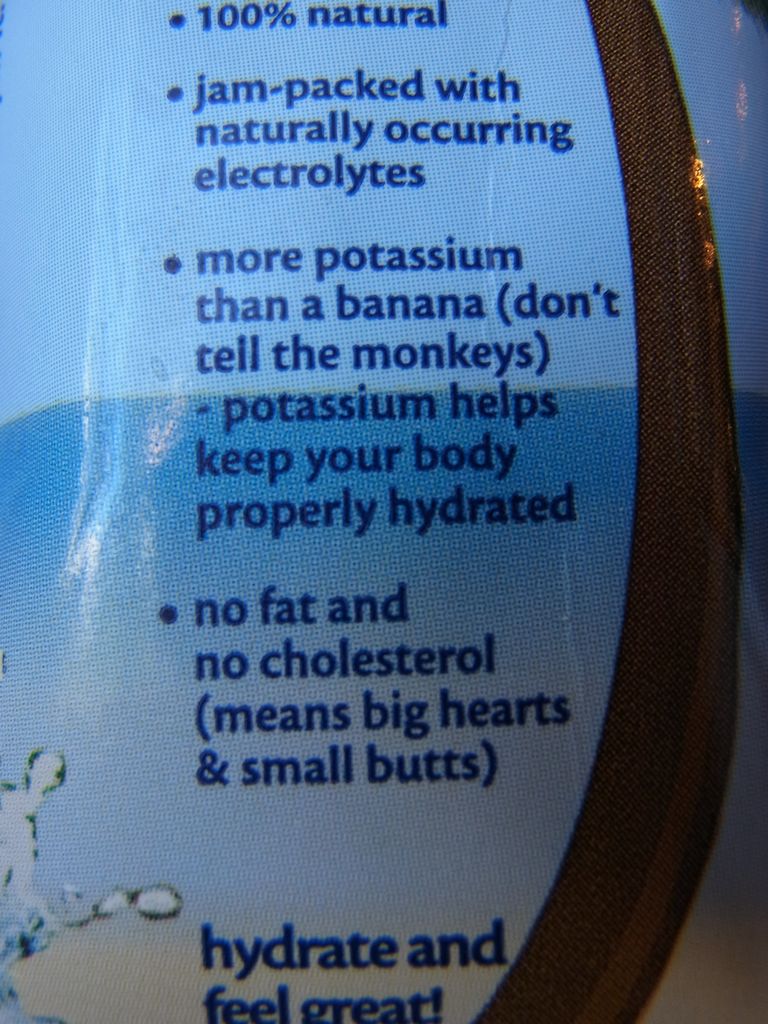 • 100% natural
• jam-packed with
naturally occurring
electrolytes
• more potassium
than a banana (don't
tell the monkeys)
- potassium helps
keep your body
properly hydrated
• no fat and
no cholesterol
(means big hearts
& small butts)
hydrate and
feel great!